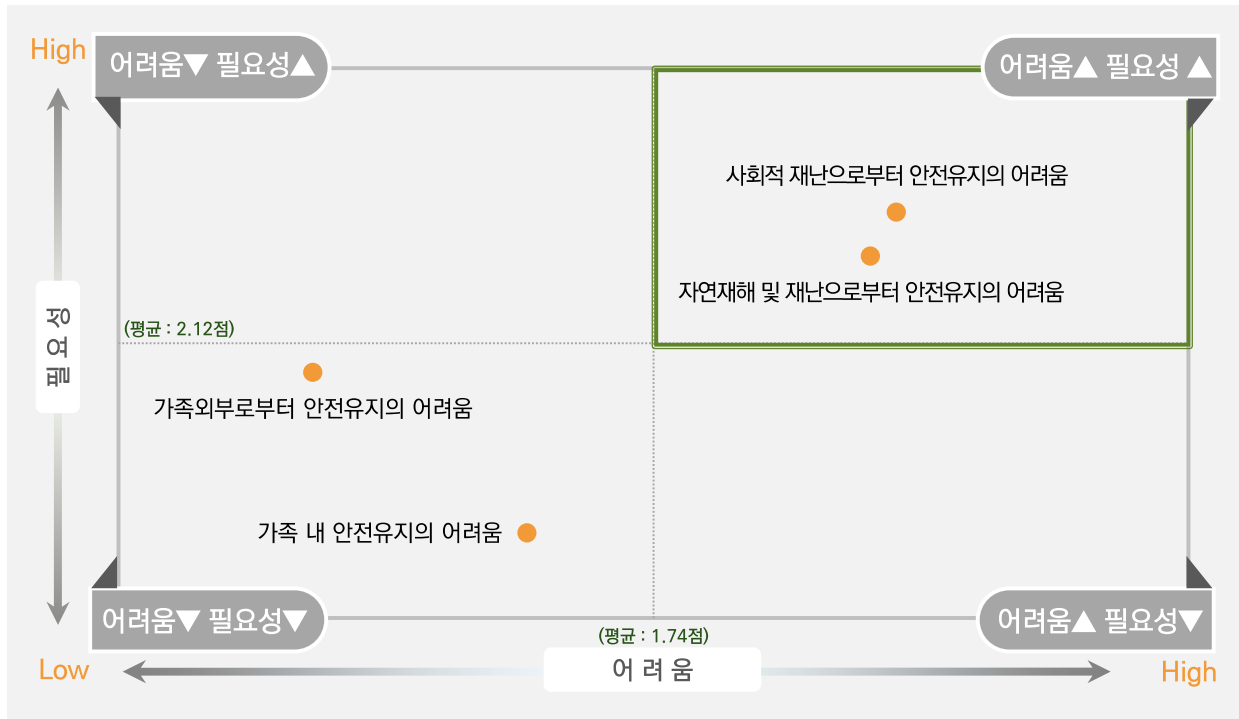 High
어려움▼ 필요성▲
어려움▲ 필요성 ▲
사회적 재난으로부터 안전유지의 어려움
자연재해 및 재난으로부터 안전유지의 어려움
필요성
(평균 : 2.12점)
가족외부로부터 안전유지의 어려움
가족 내 안전유지의 어려움
어려움▼ 필요성▼
어려움▲ 필요성▼
(평균 : 1.74점)
Low
어려움
High